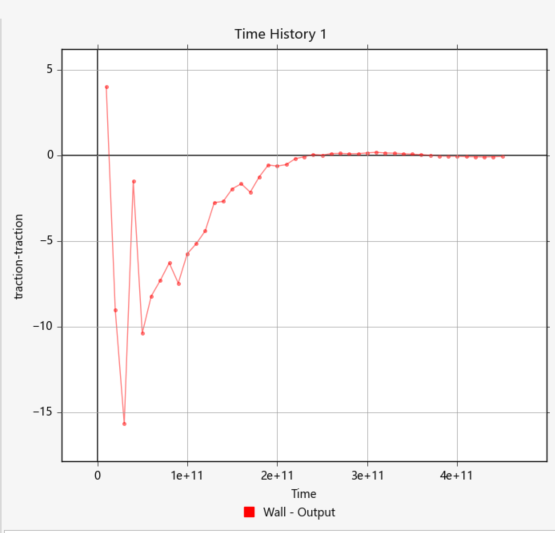 Time History 1
traction-traction
5
0
−5
−10
−15
0 1e+11 2e+11 3e+11 4e+11
Time
Wall - Output